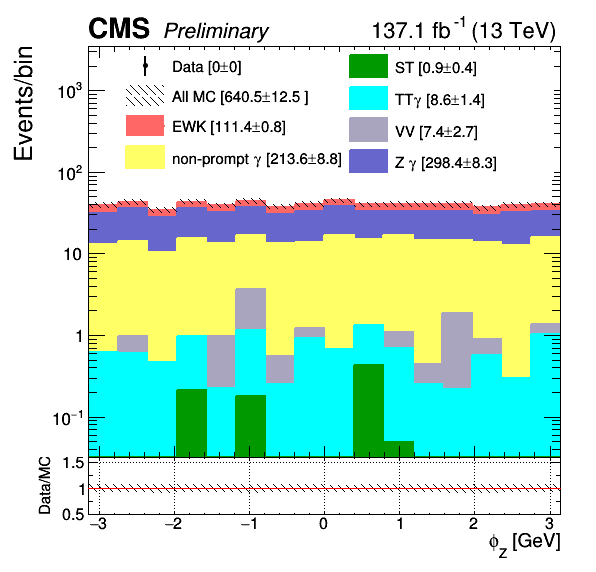 CMS Preliminary 137.1 fb⁻¹ (13 TeV)
Events/bin
Data [0±0]
All MC [640.5±12.5 ]
EWK [111.4±0.8]
non-prompt γ [213.6±8.8]
ST [0.9±0.4]
TTγ [8.6±1.4]
VV [7.4±2.7]
Z γ [298.4±8.3]
10³
10²
10
1
10⁻¹
Data/MC
1.5
1
0.5
−3 −2 −1 0 1 2 3
ϕ_Z [GeV]